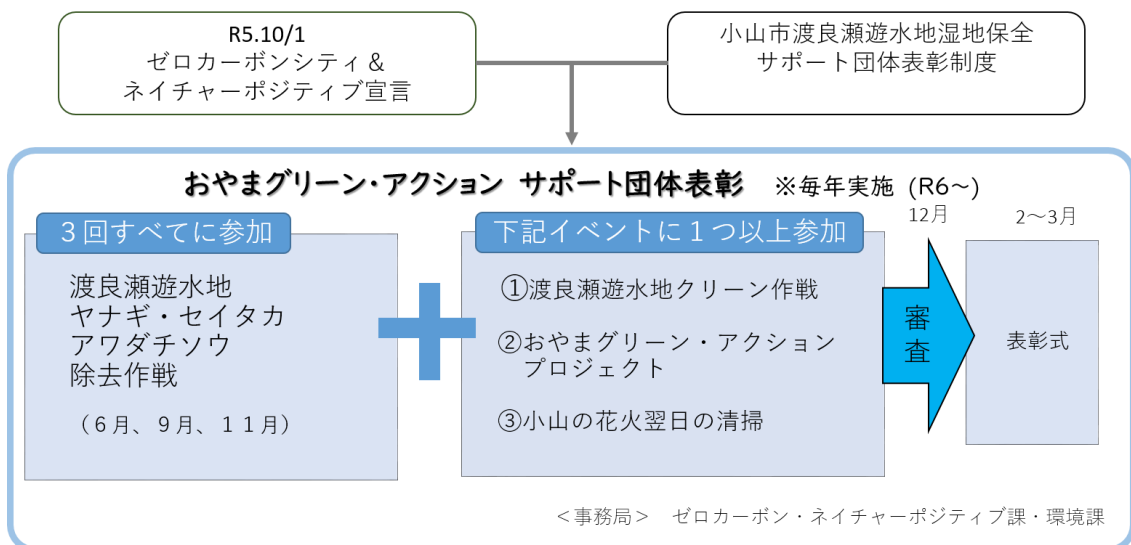 R5.10/1
ゼロカーボンシティ＆
ネイチャーポジティブ宣言
小山市渡良瀬遊水地湿地保全
サポート団体表彰制度
おやまグリーン・アクション サポート団体表彰 ※毎年実施 (R6～)
３回すべてに参加
渡良瀬遊水地
ヤナギ・セイタカ
アワダチソウ
除去作戦
（６月、９月、１１月）
下記イベントに１つ以上参加
①渡良瀬遊水地クリーン作戦
②おやまグリーン・アクション
プロジェクト
③小山の花火翌日の清掃
12月
審査
2～3月
表彰式
＜事務局＞ ゼロカーボン・ネイチャーポジティブ課・環境課